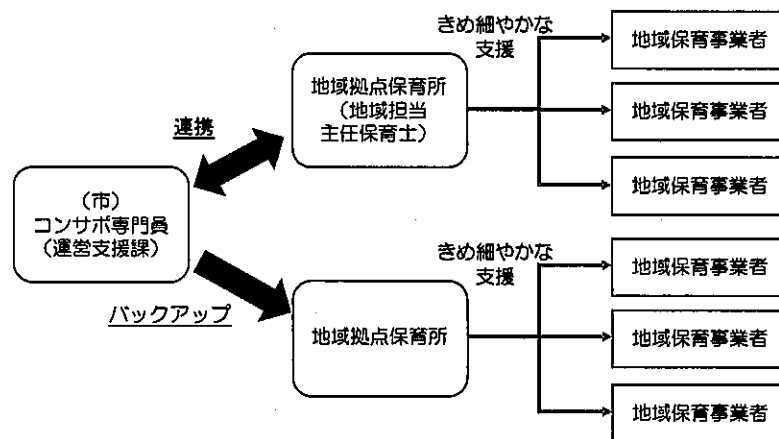 きめ細やかな
支援
地域保育事業者
地域拠点保育所
（地域担当
主任保育士）
地域保育事業者
地域保育事業者
連携
（市）
コンサポ専門員
（運営支援課）
バックアップ
きめ細やかな
支援
地域保育事業者
地域拠点保育所
地域保育事業者
地域保育事業者